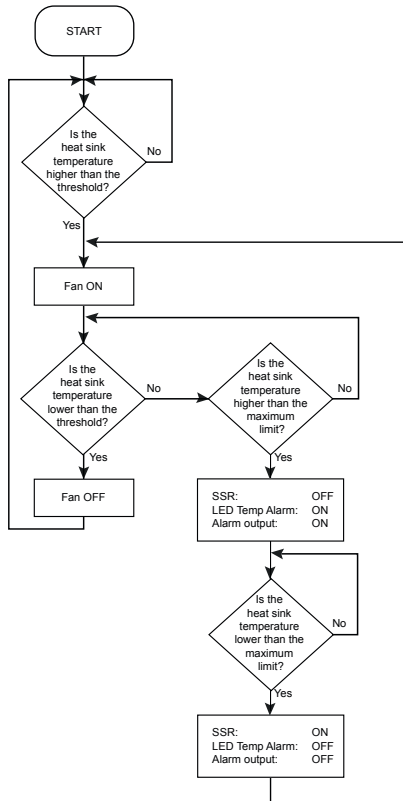 START
Is the
heat sink
temperature
higher than the
threshold?
No
Yes
Fan ON
Is the
heat sink
temperature
lower than the
threshold?
No
Yes
Fan OFF
Is the
heat sink
temperature
higher than the
maximum
limit?
No
Yes
SSR: OFF
LED Temp Alarm: ON
Alarm output: ON
Is the
heat sink
temperature
lower than the
maximum
limit?
No
Yes
SSR: ON
LED Temp Alarm: OFF
Alarm output: OFF